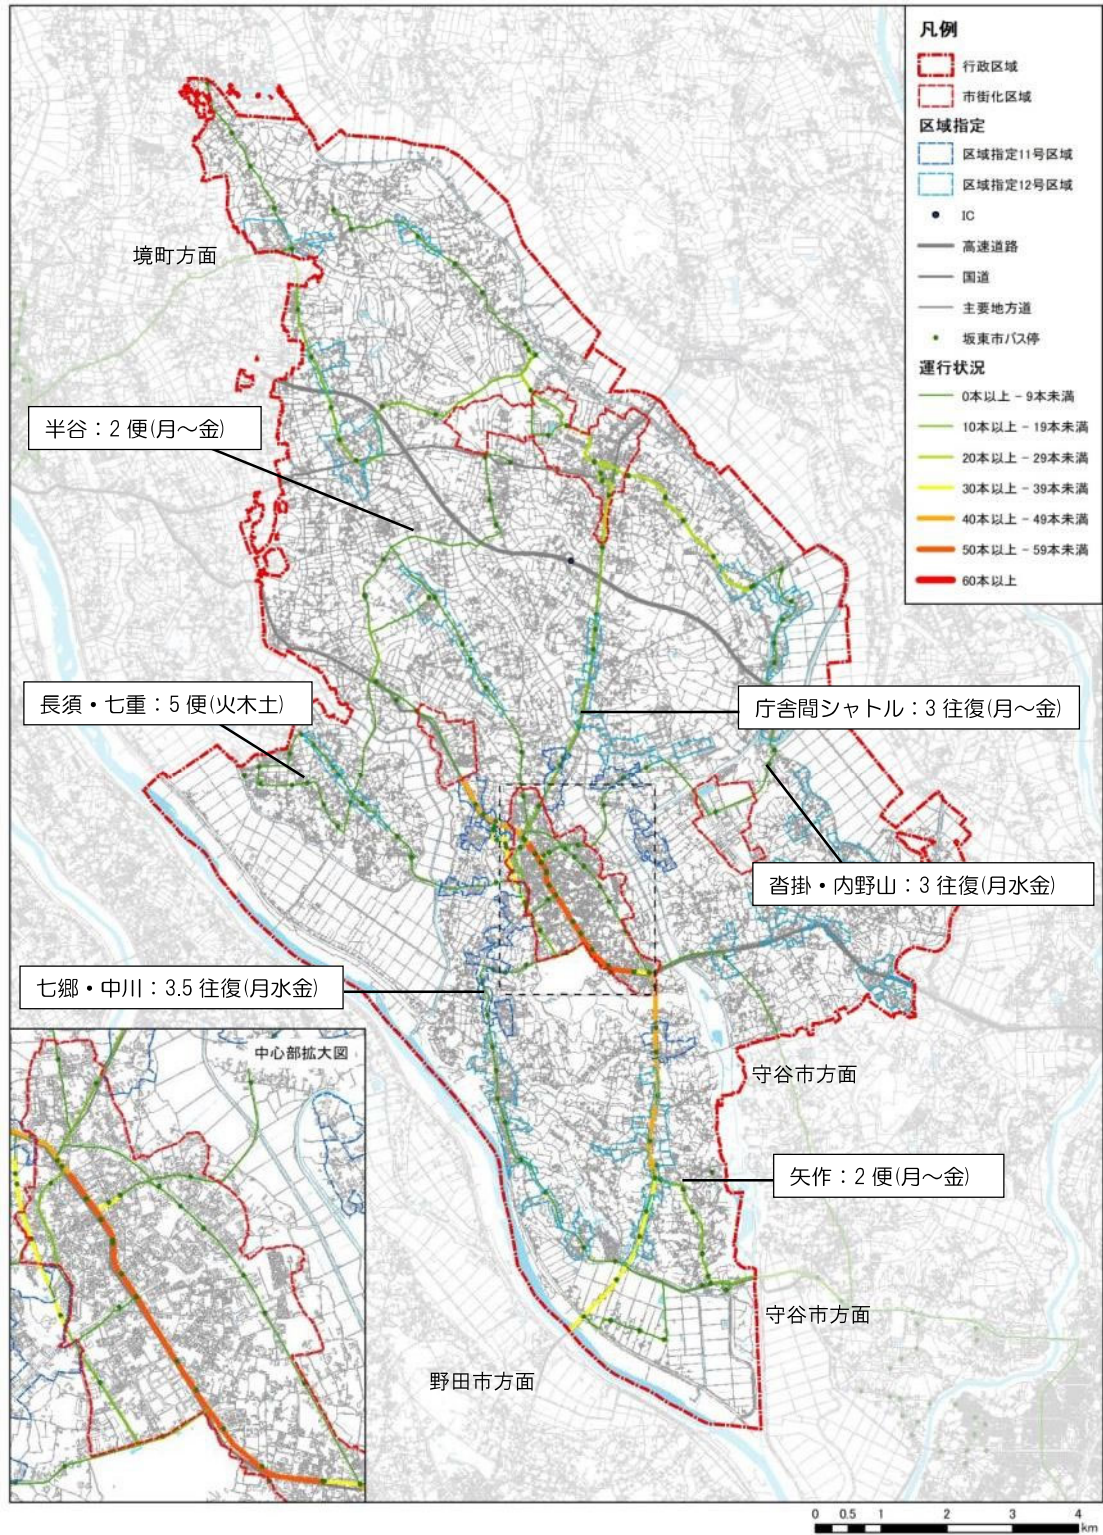 凡例
行政区域
市街化区域
区域指定
区域指定11号区域
区域指定12号区域
IC
高速道路
国道
主要地方道
坂東市バス停
運行状況
0本以上 - 9本未満
10本以上 - 19本未満
20本以上 - 29本未満
30本以上 - 39本未満
40本以上 - 49本未満
50本以上 - 59本未満
60本以上
境町方面
半谷：2便(月～金)
長須・七重：5便(火木土)
庁舎間シャトル：3往復(月～金)
沓掛・内野山：3往復(月水金)
七郷・中川：3.5往復(月水金)
中心部拡大図
守谷市方面
矢作：2便(月～金)
守谷市方面
野田市方面
0 0.5 1 2 3 4
km